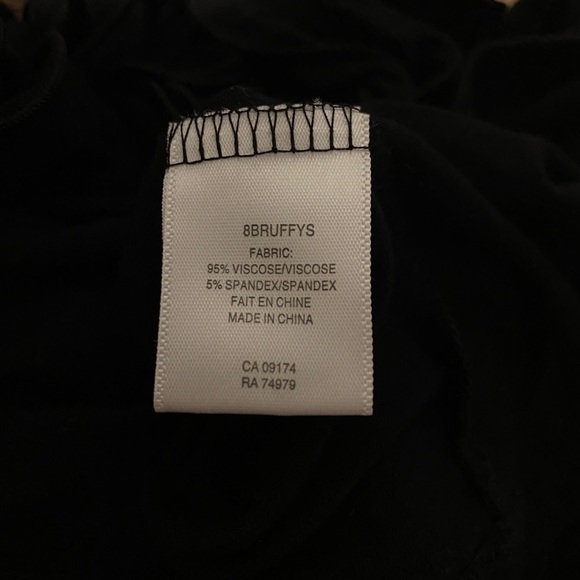 8BRUFFYS
FABRIC:
95% VISCOSE/VISCOSE
5% SPANDEX/SPANDEX
FAIT EN CHINE
MADE IN CHINA
CA 09174
RA 74979